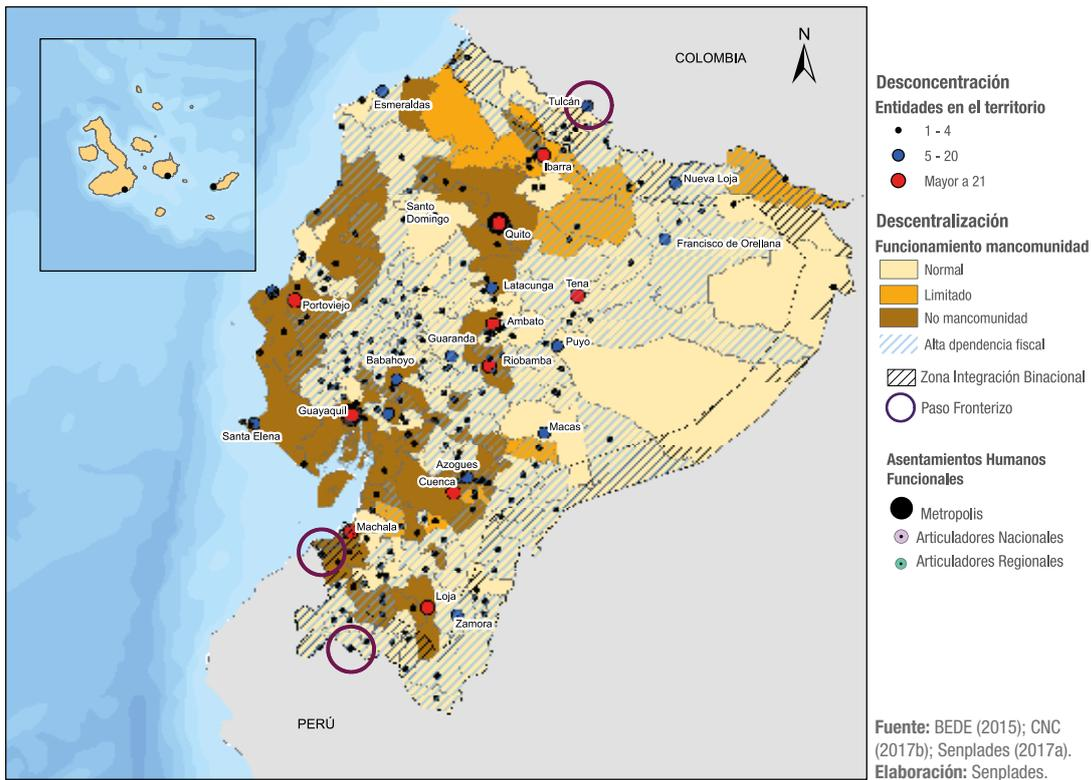 N
COLOMBIA
Esmeraldas
Tulcán
Ibarra
Nueva Loja
Santo
Domingo
Quito
Francisco de Orellana
Latacunga
Tena
Portoviejo
Ambato
Guaranda
Puyo
Babahoyo
Riobamba
Guayaquil
Santa Elena
Macas
Azogues
Cuenca
Machala
Loja
Zamora
PERÚ
Desconcentración
Entidades en el territorio
1 - 4
5 - 20
Mayor a 21
Descentralización
Funcionamiento mancomunidad
Normal
Limitado
No mancomunidad
Alta dpendencia fiscal
Zona Integración Binacional
Paso Fronterizo
Asentamientos Humanos
Funcionales
Metropolis
Articuladores Nacionales
Articuladores Regionales
Fuente: BEDE (2015); CNC
(2017b); Senplades (2017a).
Elaboración: Senplades.